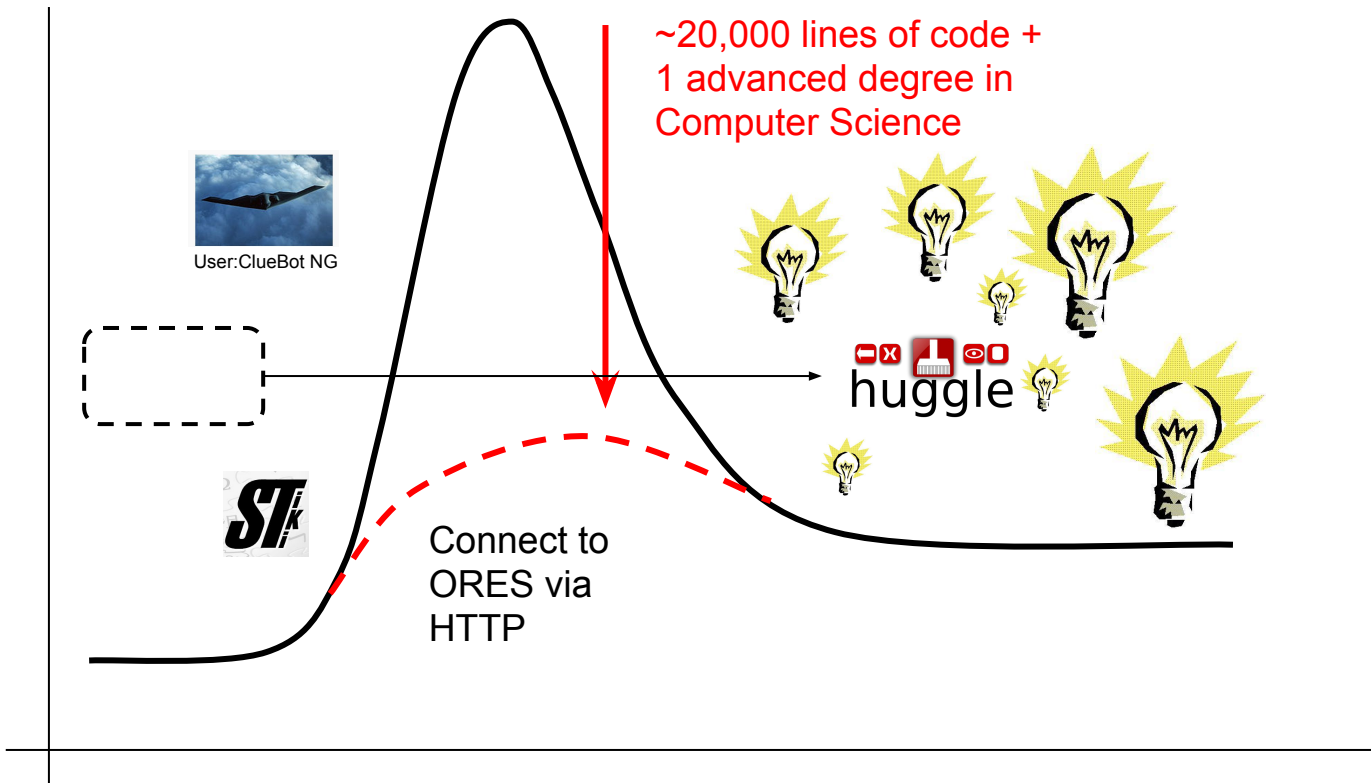 ~20,000 lines of code +
1 advanced degree in
Computer Science
User:ClueBot NG
huggle
STiki
Connect to
ORES via
HTTP